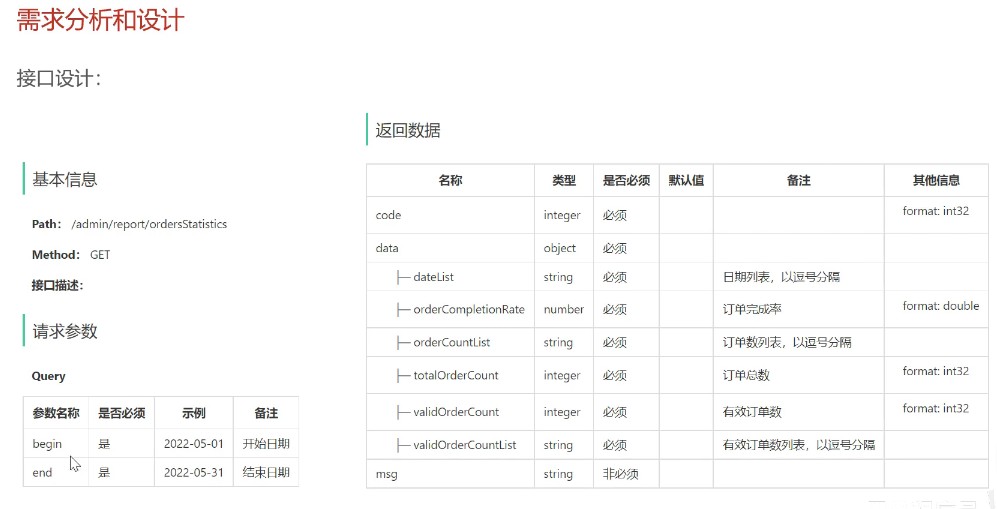 需求分析和设计
接口设计：
基本信息
Path： /admin/report/ordersStatistics
Method： GET
接口描述：
请求参数
Query
参数名称 是否必须 示例 备注
begin 是 2022-05-01 开始日期
end 是 2022-05-31 结束日期
返回数据
名称 类型 是否必须 默认值 备注 其他信息
code integer 必须 format: int32
data object 必须
├─ dateList string 必须 日期列表，以逗号分隔
├─ orderCompletionRate number 必须 订单完成率 format: double
├─ orderCountList string 必须 订单数列表，以逗号分隔
├─ totalOrderCount integer 必须 订单总数 format: int32
├─ validOrderCount integer 必须 有效订单数 format: int32
├─ validOrderCountList string 必须 有效订单数列表，以逗号分隔
msg string 非必须